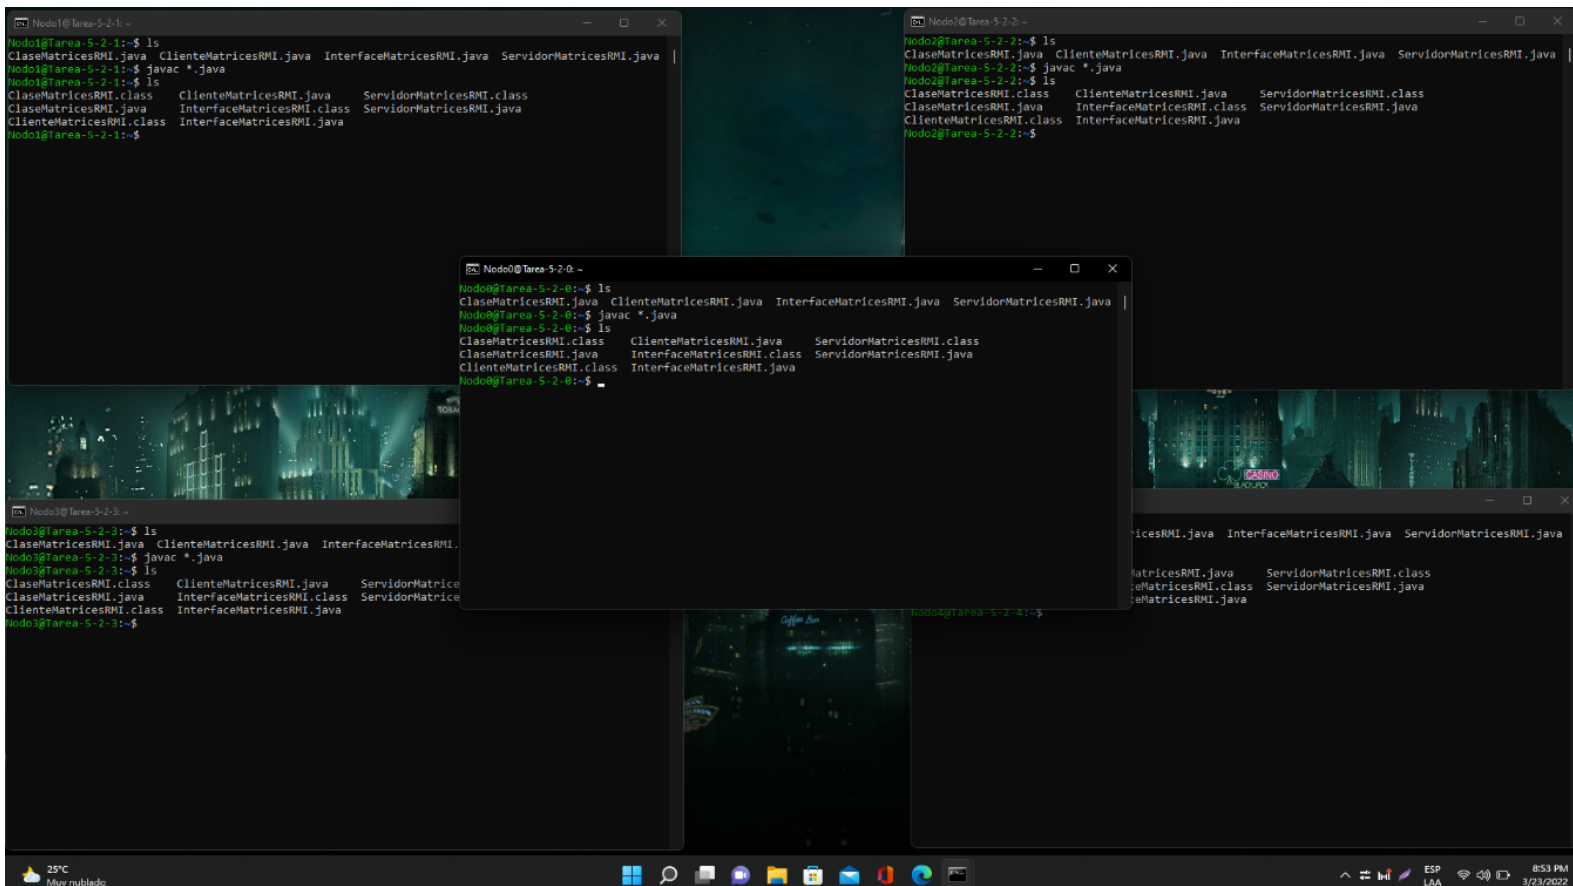 Nodo1@Tarea-5-2-1: ~
Nodo1@Tarea-5-2-1:~$ ls
ClaseMatricesRMI.java ClienteMatricesRMI.java InterfaceMatricesRMI.java ServidorMatricesRMI.java
Nodo1@Tarea-5-2-1:~$ javac *.java
Nodo1@Tarea-5-2-1:~$ ls
ClaseMatricesRMI.class ClienteMatricesRMI.java ServidorMatricesRMI.class
ClaseMatricesRMI.java InterfaceMatricesRMI.class ServidorMatricesRMI.java
ClienteMatricesRMI.class InterfaceMatricesRMI.java
Nodo1@Tarea-5-2-1:~$
Nodo2@Tarea-5-2-2: ~
Nodo2@Tarea-5-2-2:~$ ls
ClaseMatricesRMI.java ClienteMatricesRMI.java InterfaceMatricesRMI.java ServidorMatricesRMI.java
Nodo2@Tarea-5-2-2:~$ javac *.java
Nodo2@Tarea-5-2-2:~$ ls
ClaseMatricesRMI.class ClienteMatricesRMI.java ServidorMatricesRMI.class
ClaseMatricesRMI.java InterfaceMatricesRMI.class ServidorMatricesRMI.java
ClienteMatricesRMI.class InterfaceMatricesRMI.java
Nodo2@Tarea-5-2-2:~$
Nodo0@Tarea-5-2-0: ~
Nodo0@Tarea-5-2-0:~$ ls
ClaseMatricesRMI.java ClienteMatricesRMI.java InterfaceMatricesRMI.java ServidorMatricesRMI.java
Nodo0@Tarea-5-2-0:~$ javac *.java
Nodo0@Tarea-5-2-0:~$ ls
ClaseMatricesRMI.class ClienteMatricesRMI.java ServidorMatricesRMI.class
ClaseMatricesRMI.java InterfaceMatricesRMI.class ServidorMatricesRMI.java
ClienteMatricesRMI.class InterfaceMatricesRMI.java
Nodo0@Tarea-5-2-0:~$
CASINO
BLACKJACK
Nodo3@Tarea-5-2-3: ~
Nodo3@Tarea-5-2-3:~$ ls
ClaseMatricesRMI.java ClienteMatricesRMI.java InterfaceMatricesRMI.
Nodo3@Tarea-5-2-3:~$ javac *.java
Nodo3@Tarea-5-2-3:~$ ls
ClaseMatricesRMI.class ClienteMatricesRMI.java ServidorMatrice
ClaseMatricesRMI.java InterfaceMatricesRMI.class ServidorMatrice
ClienteMatricesRMI.class InterfaceMatricesRMI.java
Nodo3@Tarea-5-2-3:~$
ricesRMI.java InterfaceMatricesRMI.java ServidorMatricesRMI.java
MatricesRMI.java ServidorMatricesRMI.class
eMatricesRMI.class ServidorMatricesRMI.java
eMatricesRMI.java
Nodo4@Tarea-5-2-4:~$
Coffee Bar
25°C
Muy nublado
ESP
LAA
8:53 PM
3/23/2022